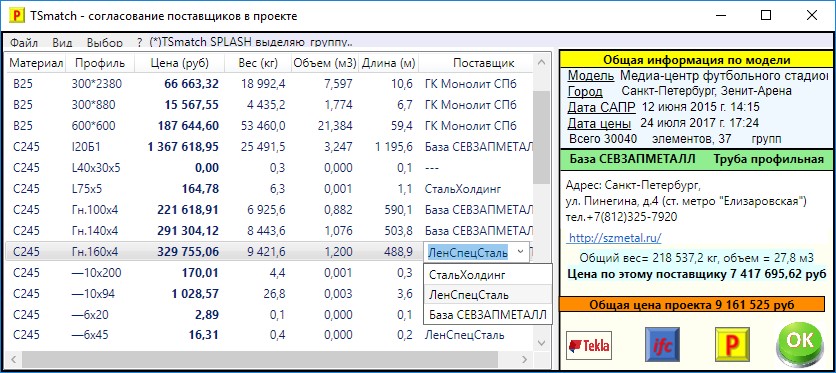 TSmatch - согласование поставщиков в проекте
Файл Вид Выбор ? (*)TSmatch SPLASH выделяю группу..
Материал Профиль Цена (руб) Вес (кг) Объем (м3) Длина (м) Поставщик
B25 300*2380 66 663,32 18 992,4 7,597 10,6 ГК Монолит СПб
B25 300*880 15 567,55 4 435,2 1,774 6,7 ГК Монолит СПб
B25 600*600 187 644,60 53 460,0 21,384 59,4 ГК Монолит СПб
C245 I20Б1 1 367 618,95 25 491,5 3,247 1 195,6 База СЕВЗАПМЕТАЛ
C245 L40x30x5 0,00 0,3 0,000 0,1 ---
C245 L75x5 164,78 6,3 0,001 1,1 СтальХолдинг
C245 Гн.100x4 221 618,91 6 925,6 0,882 590,1 База СЕВЗАПМЕТАЛ
C245 Гн.140x4 291 304,12 8 443,6 1,076 503,8 База СЕВЗАПМЕТАЛ
C245 Гн.160x4 329 755,06 9 421,6 1,200 488,9 ЛенСпецСталь
C245 —10x200 170,01 4,4 0,001 0,3
C245 —10x94 1 028,57 26,8 0,003 3,6
C245 —6x20 2,89 0,1 0,000 0,1
C245 —6x45 16,31 0,4 0,000 0,2 ЛенСпецСталь
СтальХолдинг
ЛенСпецСталь
База СЕВЗАПМЕТАЛЛ
Общая информация по модели
Модель Медиа-центр футбольного стадион
Город Санкт-Петербург, Зенит-Арена
Дата САПР 12 июня 2015 г. 14:15
Дата цены 24 июля 2017 г. 17:24
Всего 30040 элементов, 37 групп
База СЕВЗАПМЕТАЛЛ Труба профильная
Адрес: Санкт-Петербург,
ул. Пинегина, д.4 (ст. метро "Елизаровская")
тел.+7(812)325-7920
http://szmetal.ru/
Общий вес= 218 537,2 кг, объем = 27,8 м3
Цена по этому поставщику 7 417 695,62 руб
Общая цена проекта 9 161 525 руб
Tekla ifc P OK